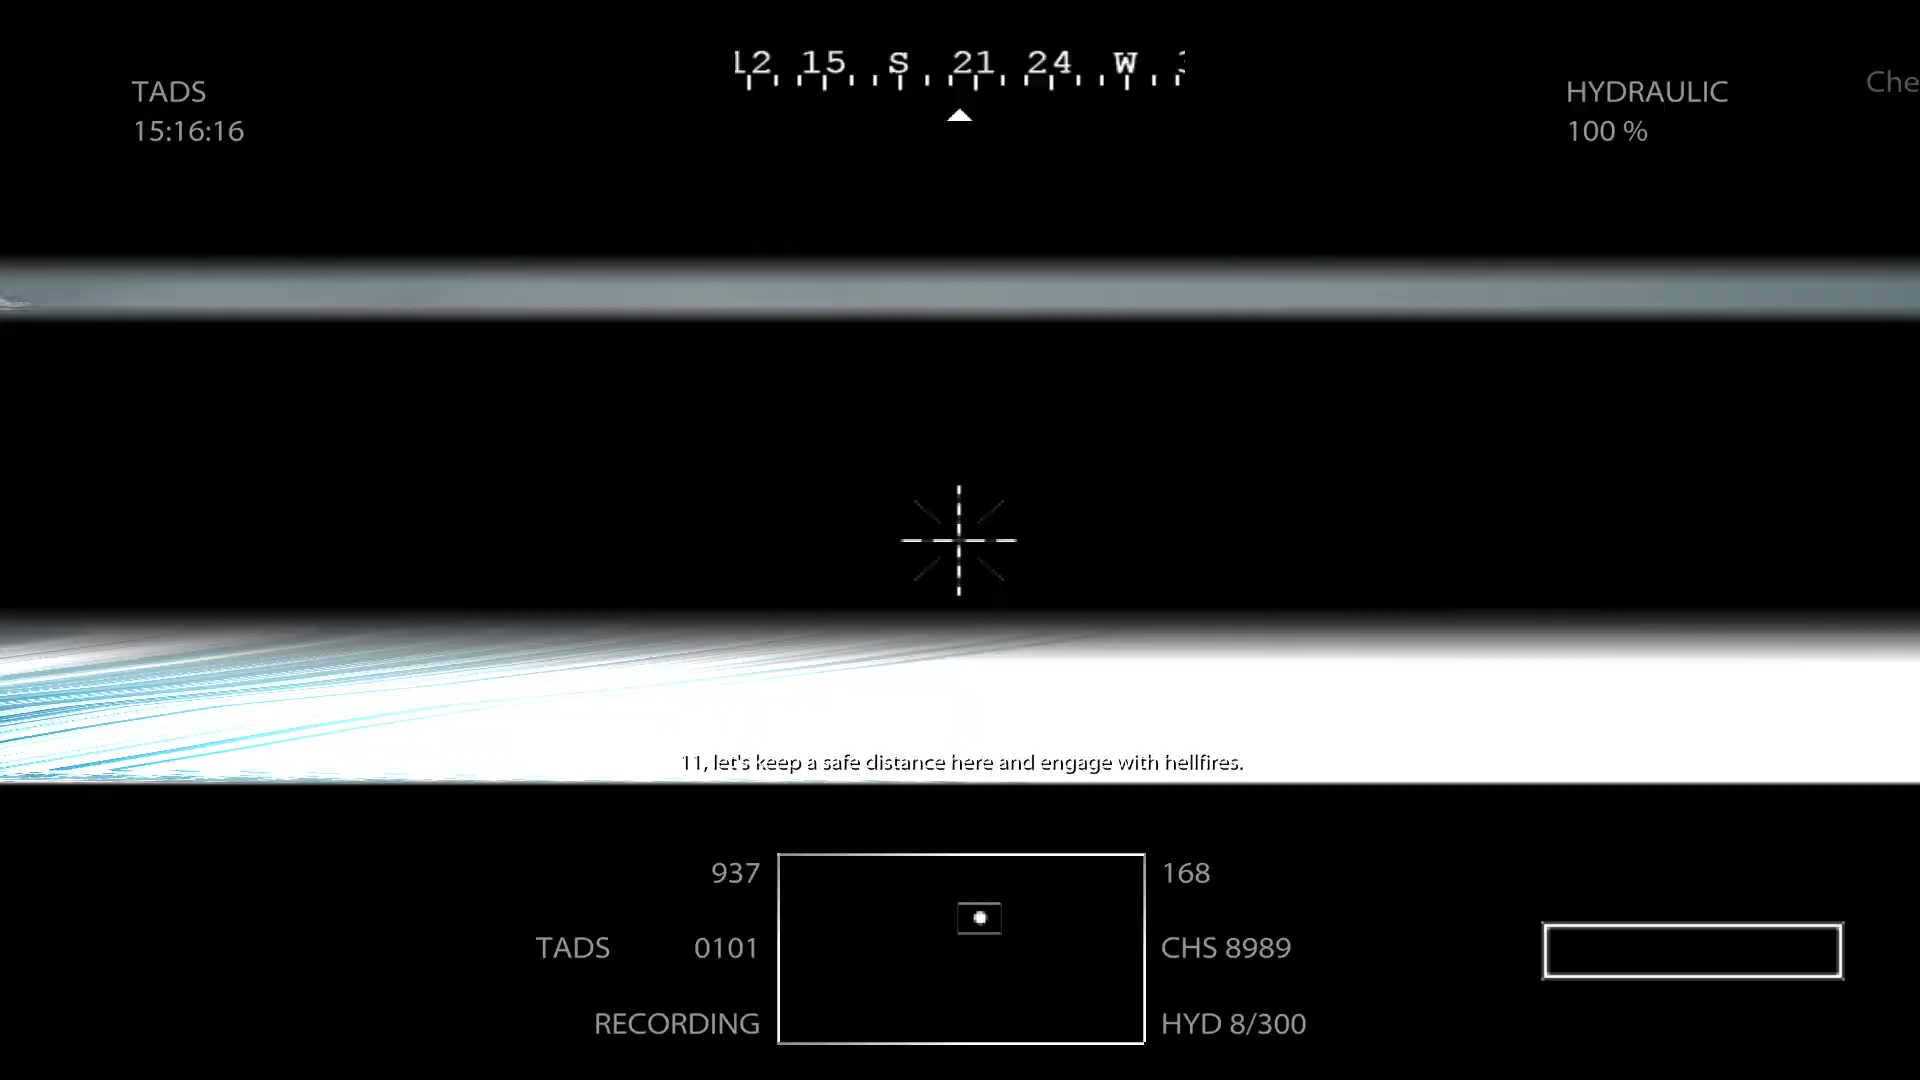 12 15 S 21 24 W
TADS
15:16:16
HYDRAULIC
100 %
Che
11, let's keep a safe distance here and engage with hellfires.
937
168
TADS 0101
CHS 8989
RECORDING
HYD 8/300